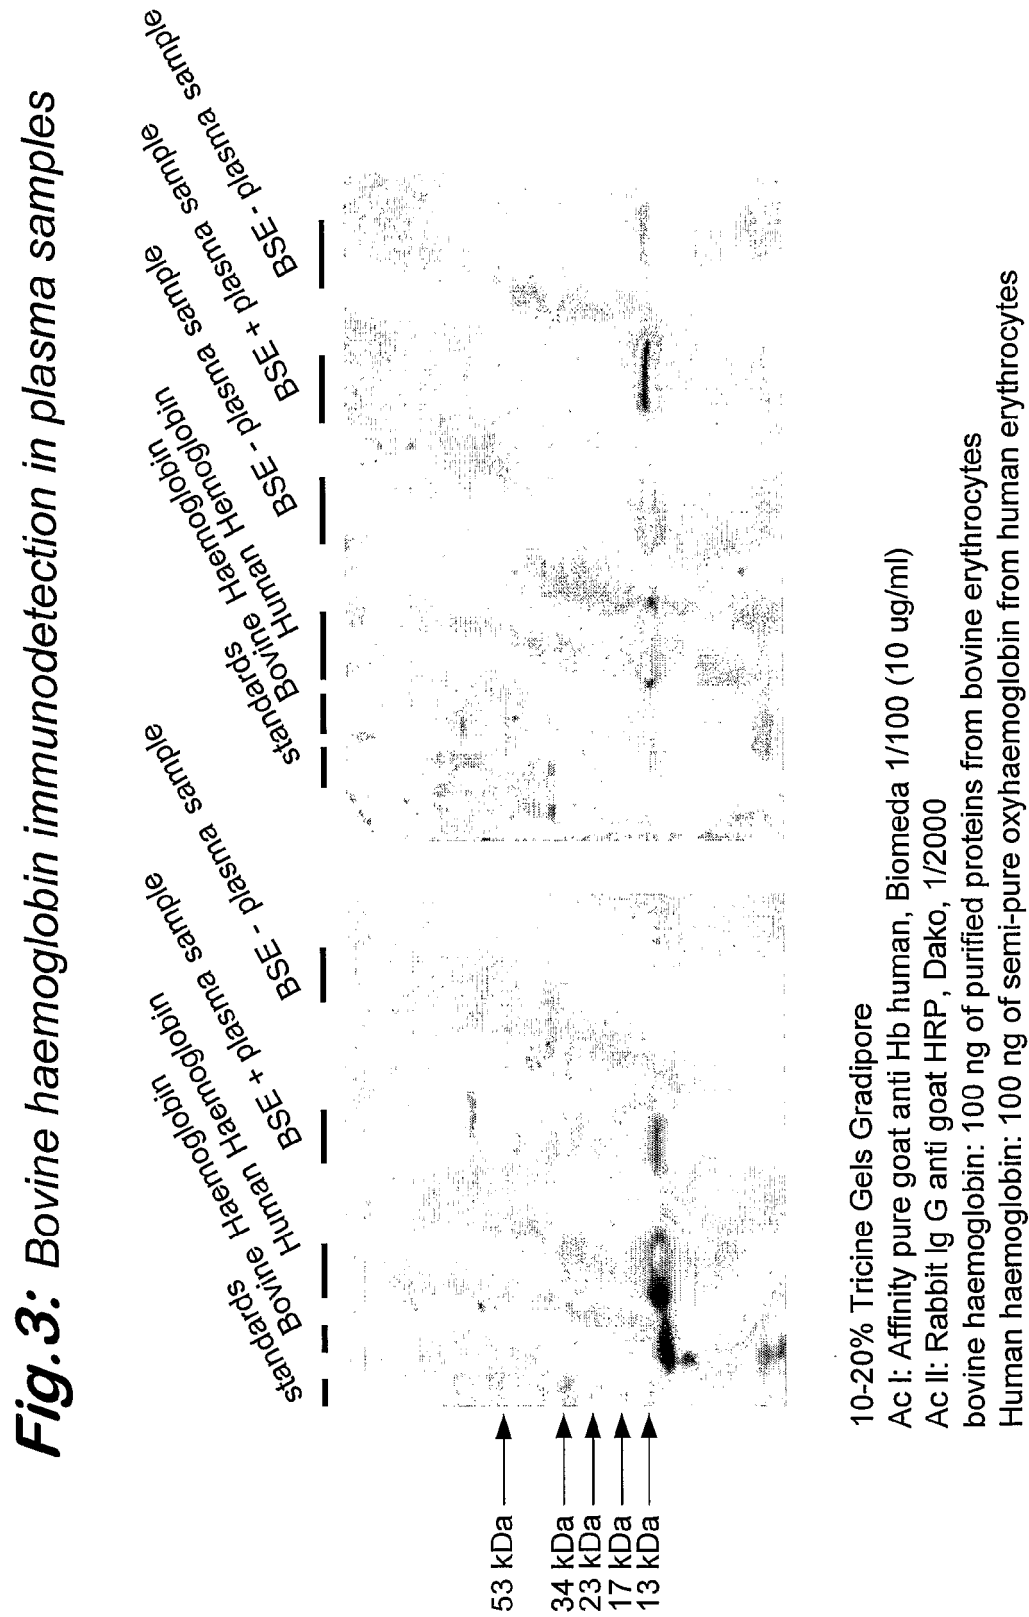 Fig.3: Bovine haemoglobin immunodetection in plasma samples
standards
Bovine Haemoglobin
Human Haemoglobin
BSE + plasma sample
BSE - plasma sample
standards
Bovine Haemoglobin
Human Hemoglobin
BSE - plasma sample
BSE + plasma sample
BSE - plasma sample
53 kDa
34 kDa
23 kDa
17 kDa
13 kDa
10-20% Tricine Gels Gradipore
Ac I: Affinity pure goat anti Hb human, Biomeda 1/100 (10 ug/ml)
Ac II: Rabbit Ig G anti goat HRP, Dako, 1/2000
bovine haemoglobin: 100 ng of purified proteins from bovine erythrocytes
Human haemoglobin: 100 ng of semi-pure oxyhaemoglobin from human erythrocytes